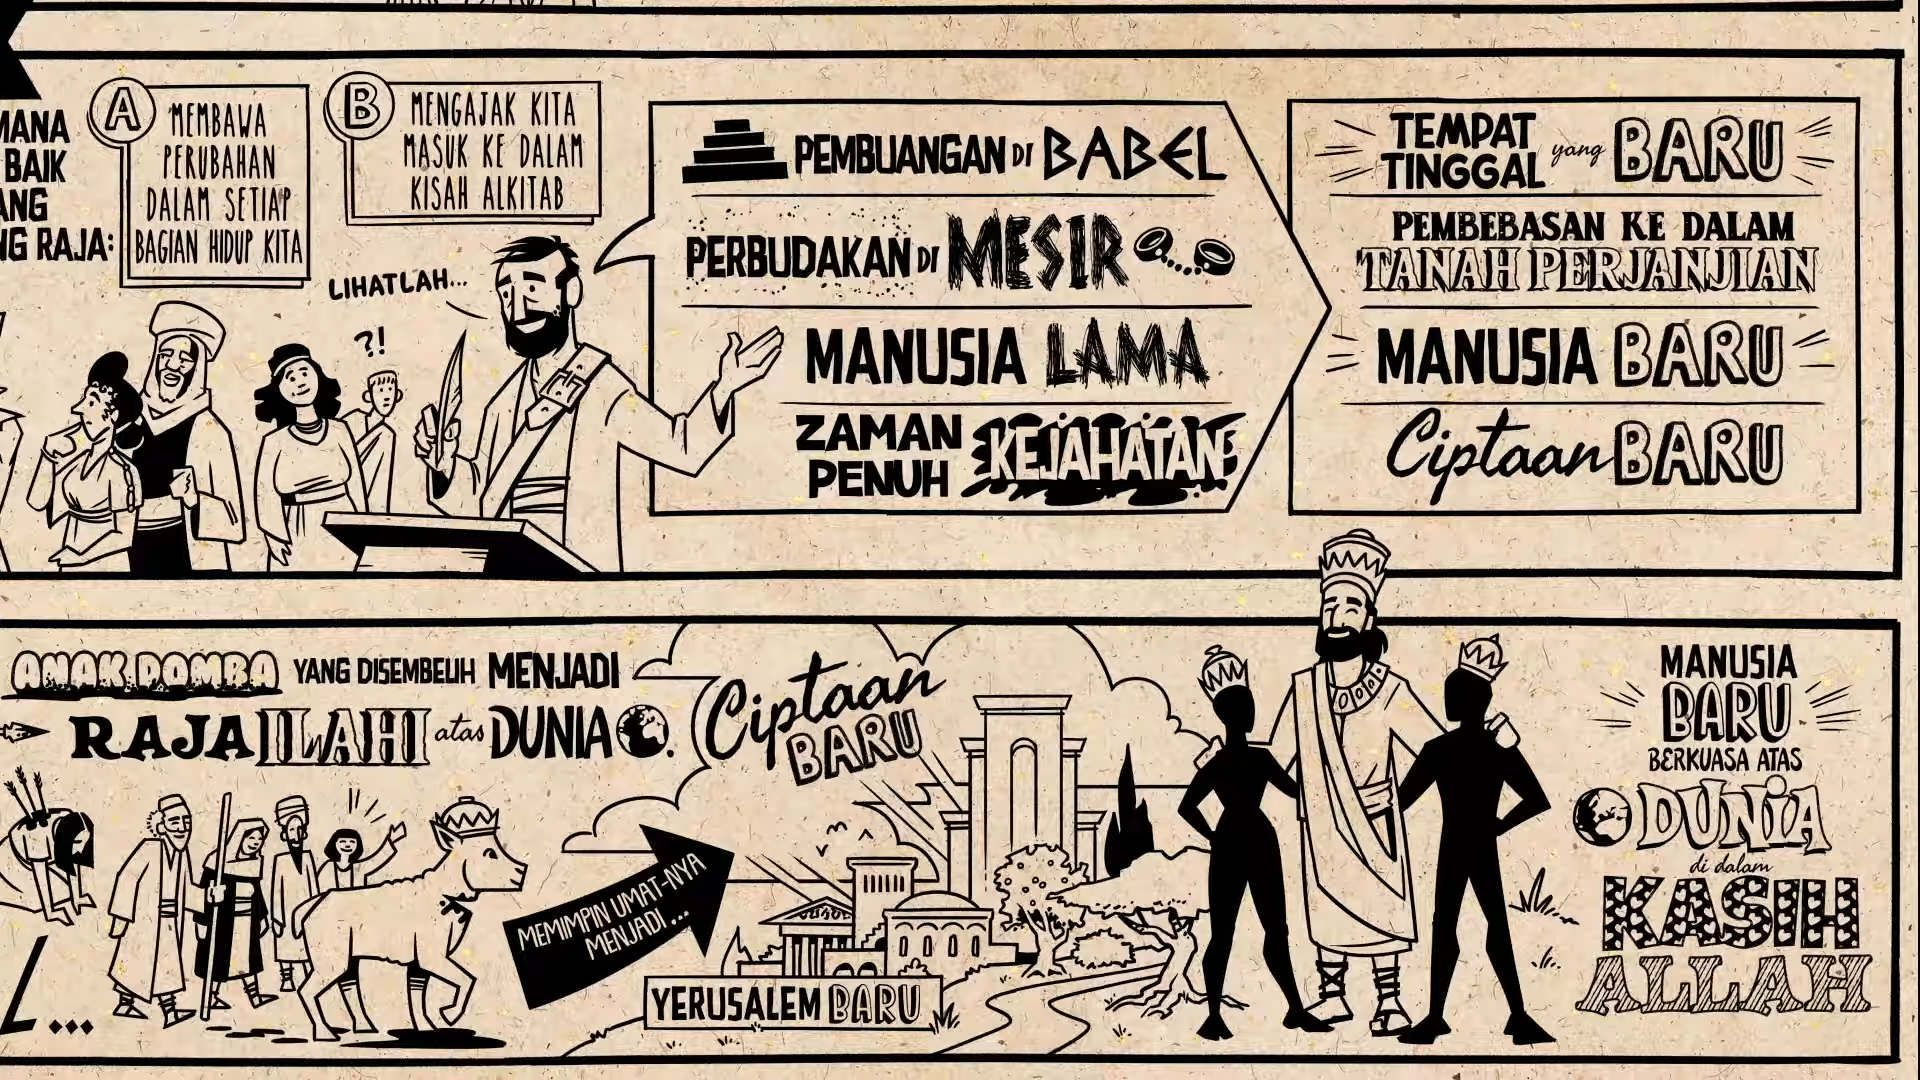 BAIK
NG RAJA:
A
MEMBAWA
PERUBAHAN
DALAM SETIAP
BAGIAN HIDUP KITA
B
MENGAJAK KITA
MASUK KE DALAM
KISAH ALKITAB
LIHATLAH...
?!
PEMBUANGAN DI BABEL
PERBUDAKAN DI MESIR
MANUSIA LAMA
ZAMAN
PENUH KEJAHATAN
TEMPAT
TINGGAL yang BARU
PEMBEBASAN KE DALAM
TANAH PERJANJIAN
MANUSIA BARU
Ciptaan BARU
ANAK DOMBA YANG DISEMBELIH MENJADI
RAJA ILAHI atas DUNIA.
MEMIMPIN UMAT-NYA
MENJADI ...
Ciptaan
BARU
YERUSALEM BARU
MANUSIA
BARU
BERKUASA ATAS
DUNIA
di dalam
KASIH
ALLAH